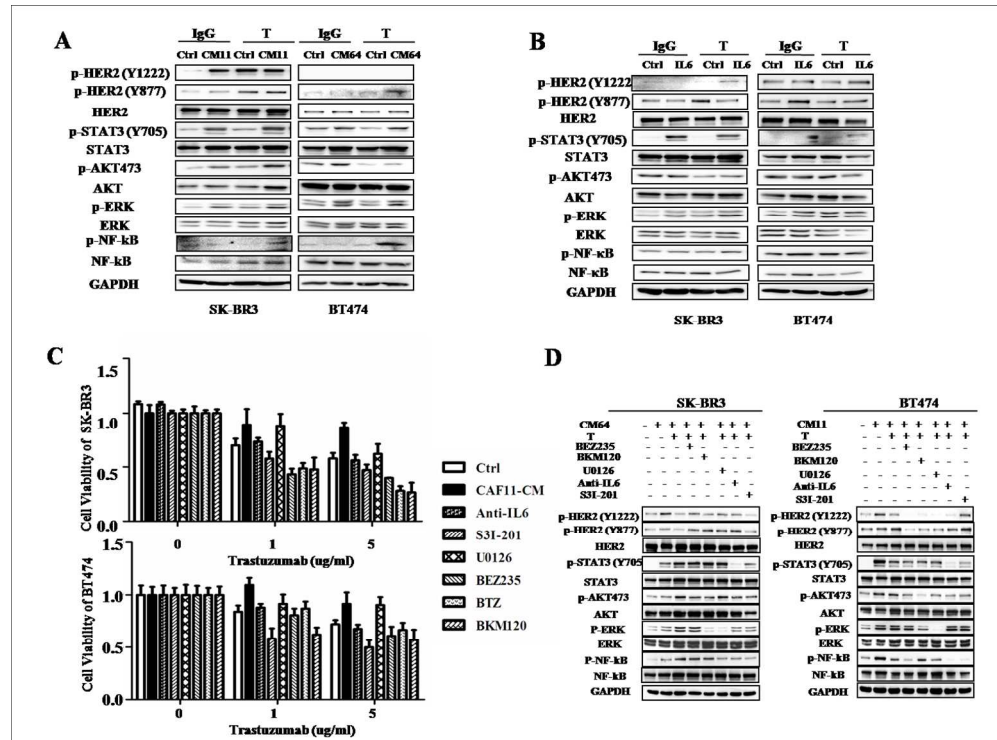 A
IgG T IgG T
Ctrl CM11 Ctrl CM11 Ctrl CM64 Ctrl CM64
p-HER2 (Y1222)
p-HER2 (Y877)
HER2
p-STAT3 (Y705)
STAT3
p-AKT473
AKT
p-ERK
ERK
p-NF-kB
NF-kB
GAPDH
SK-BR3 BT474
B
IgG T IgG T
Ctrl IL6 Ctrl IL6 Ctrl IL6 Ctrl IL6
p-HER2 (Y1222
p-HER2 (Y877)
HER2
p-STAT3 (Y705)
STAT3
p-AKT473
AKT
p-ERK
ERK
p-NF-κB
NF-κB
GAPDH
SK-BR3 BT474
C
Cell Viability of SK-BR3
1.5
1.0
0.5
0.0
0 1 5
Trastuzumab (ug/ml)
Cell Viability of BT474
1.5
1.0
0.5
0.0
0 1 5
Trastuzumab (ug/ml)
Ctrl
CAF11-CM
Anti-IL6
S3I-201
U0126
BEZ235
BTZ
BKM120
D
SK-BR3
CM64 - + + + + + + +
T - - + + + + + +
BEZ235 - - - + - - - -
BKM120 - - - - + - - -
U0126 - - - - - + - -
Anti-IL6 - - - - - - + -
S3I-201 - - - - - - - +
p-HER2 (Y1222)
p-HER2 (Y877)
HER2
p-STAT3 (Y705
STAT3
p-AKT473
AKT
P-ERK
ERK
P-NF-kB
NF-kB
GAPDH
BT474
CM11 - + + + + + + +
T - - + + + + + +
BEZ235 - - - + - - - -
BKM120 - - - - + - - -
U0126 - - - - - + - -
Anti-IL6 - - - - - - + -
S3I-201 - - - - - - - +
p-HER2 (Y1222)
p-HER2 (Y877)
HER2
p-STAT3 (Y705)
STAT3
p-AKT473
AKT
p-ERK
ERK
p-NF-kB
NF-kB
GAPDH